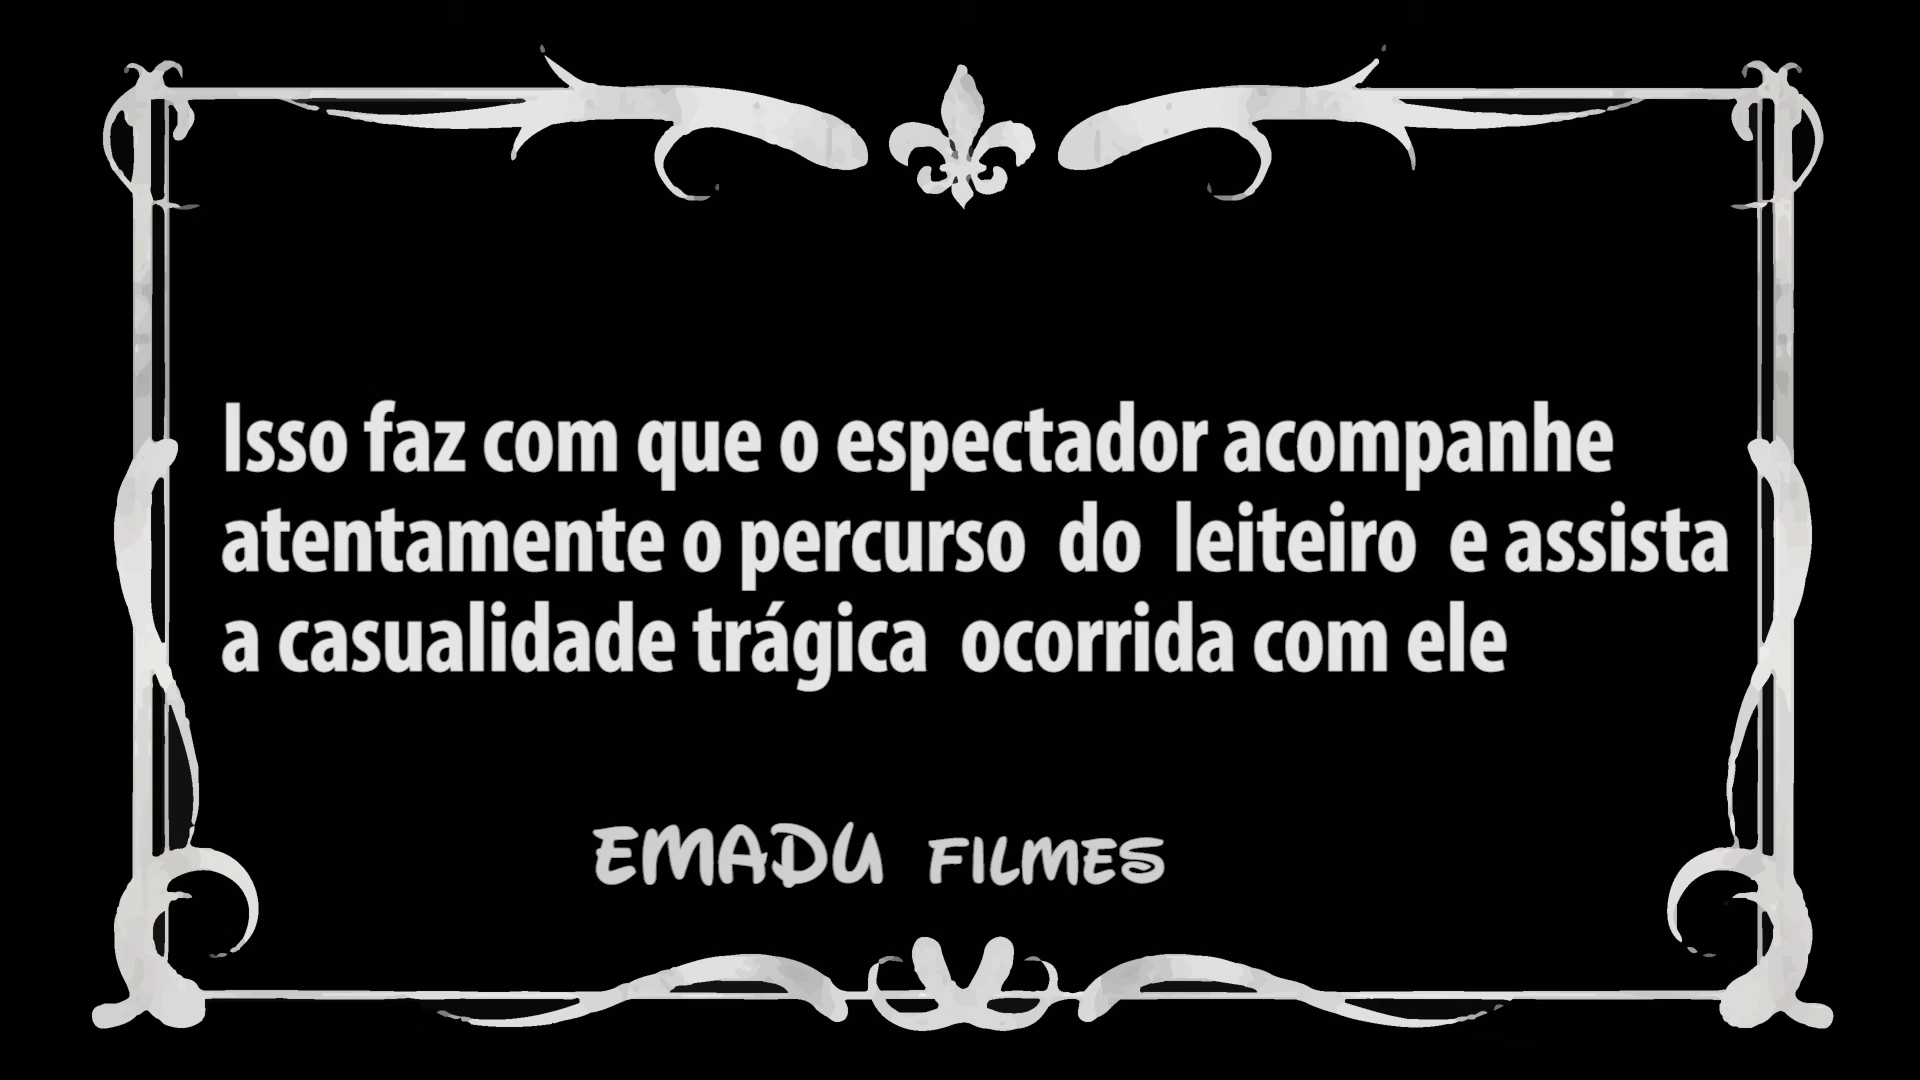 Isso faz com que o espectador acompanhe
atentamente o percurso do leiteiro e assista
a casualidade trágica ocorrida com ele
EMADU FILMES